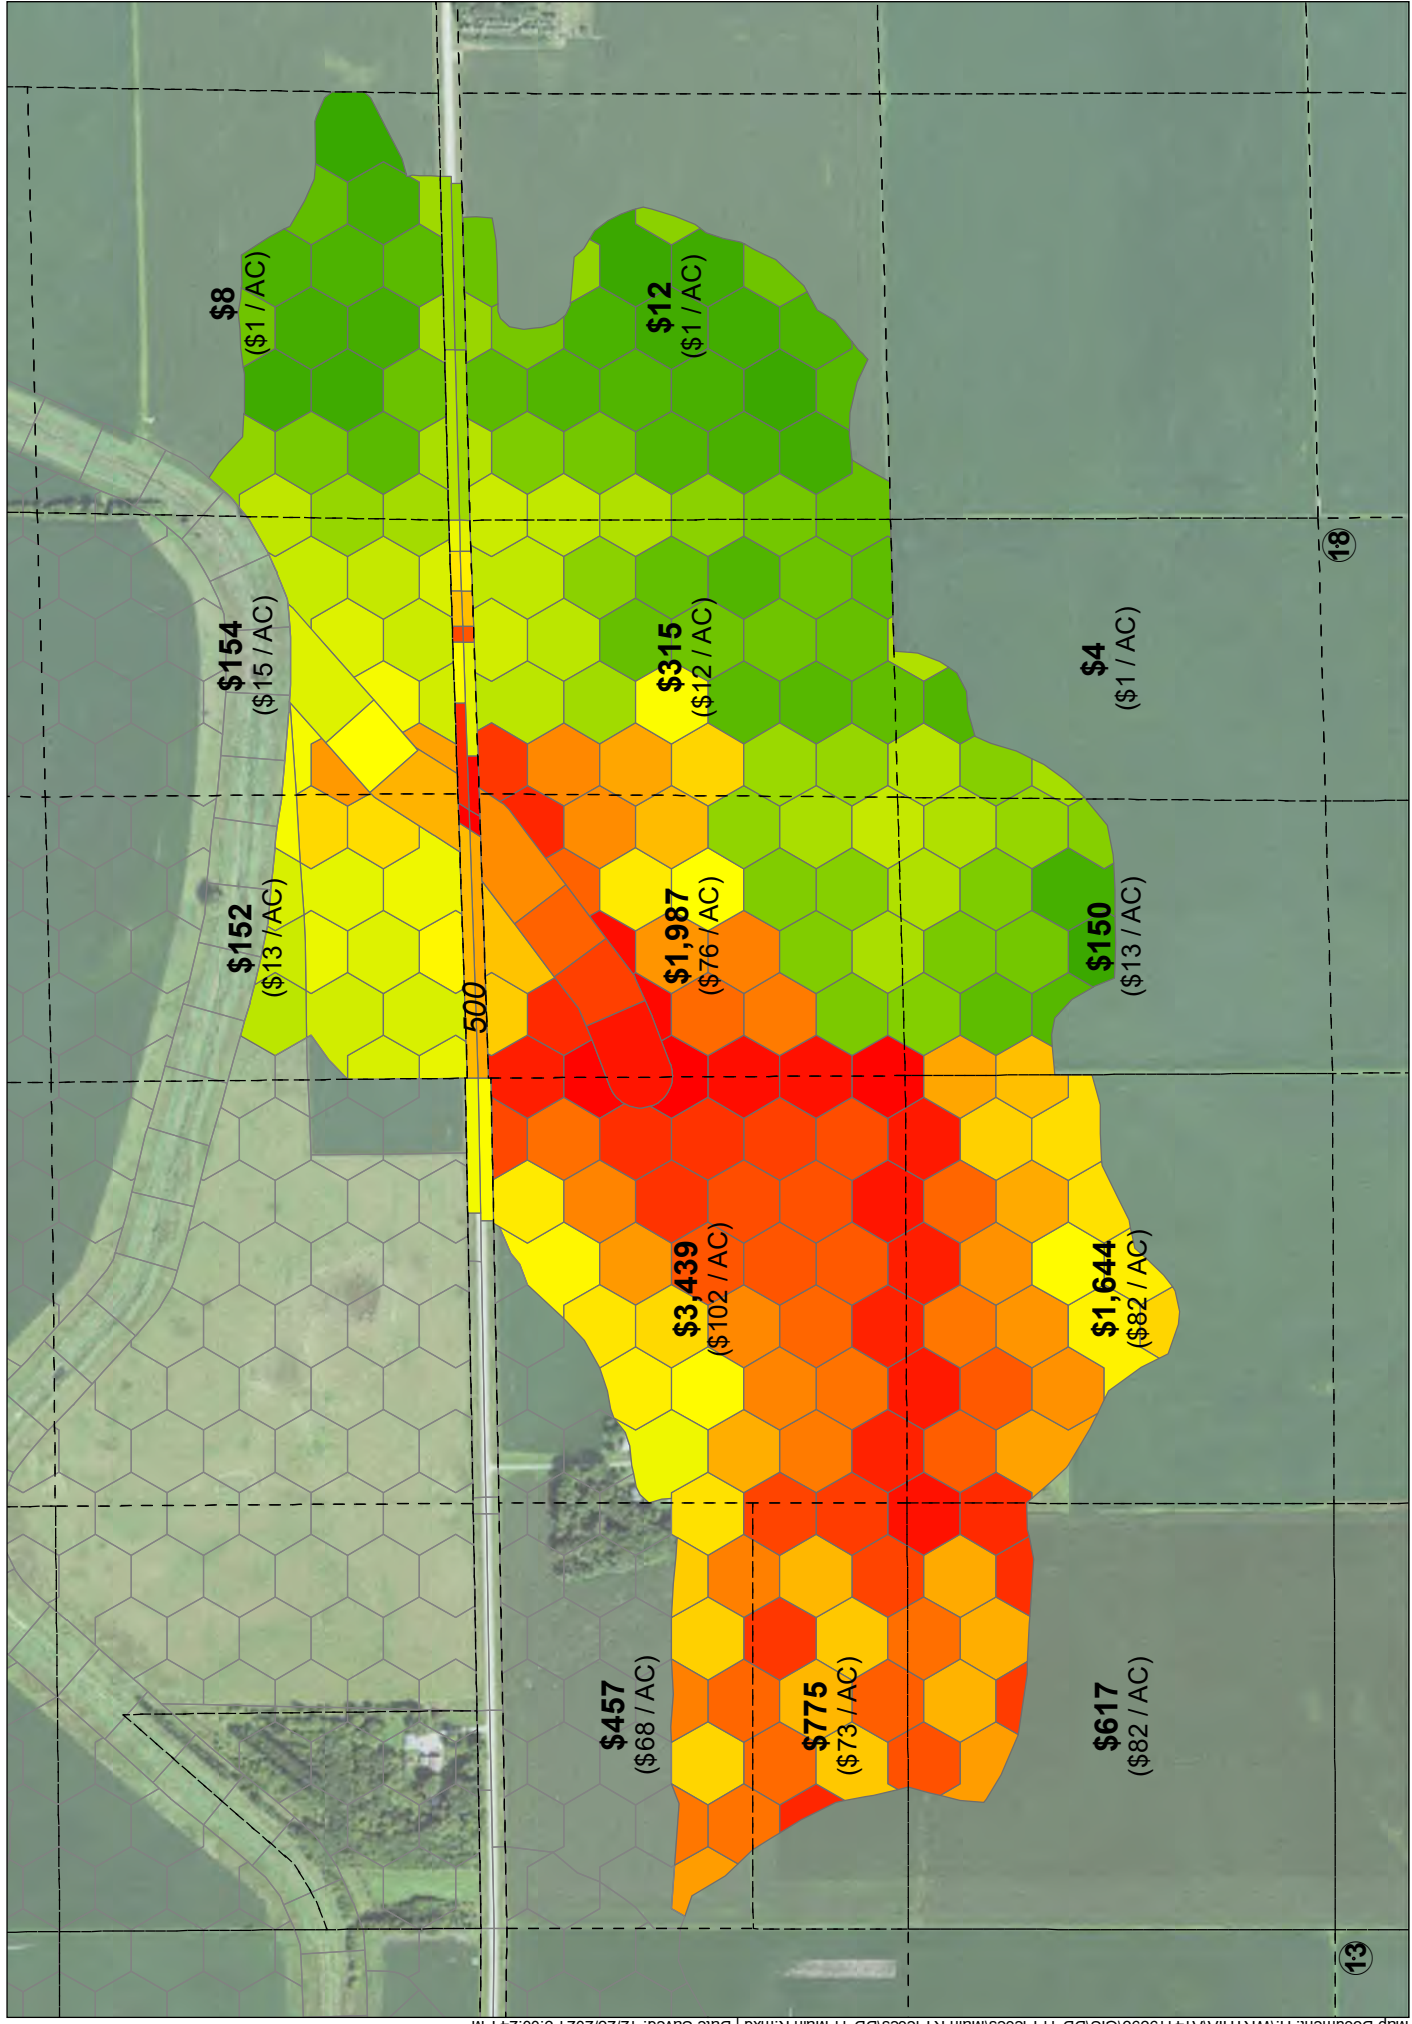 $8
($1 / AC)
$12
($1 / AC)
$154
($15 / AC)
$315
($12 / AC)
$4
($1 / AC)
18
$152
($13 / AC)
$1,987
($76 / AC)
$150
($13 / AC)
500
$3,439
($102 / AC)
$1,644
($82 / AC)
$457
($68 / AC)
$775
($73 / AC)
$617
($82 / AC)
13